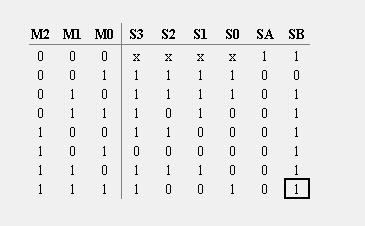 M2 M1 M0 S3 S2 S1 S0 SA SB
0 0 0 x x x x 1 1
0 0 1 1 1 1 1 0 0
0 1 0 1 1 1 1 0 1
0 1 1 1 0 1 0 0 1
1 0 0 1 1 0 0 0 1
1 0 1 0 0 0 0 0 1
1 1 0 1 1 1 0 0 1
1 1 1 1 0 0 1 0 1